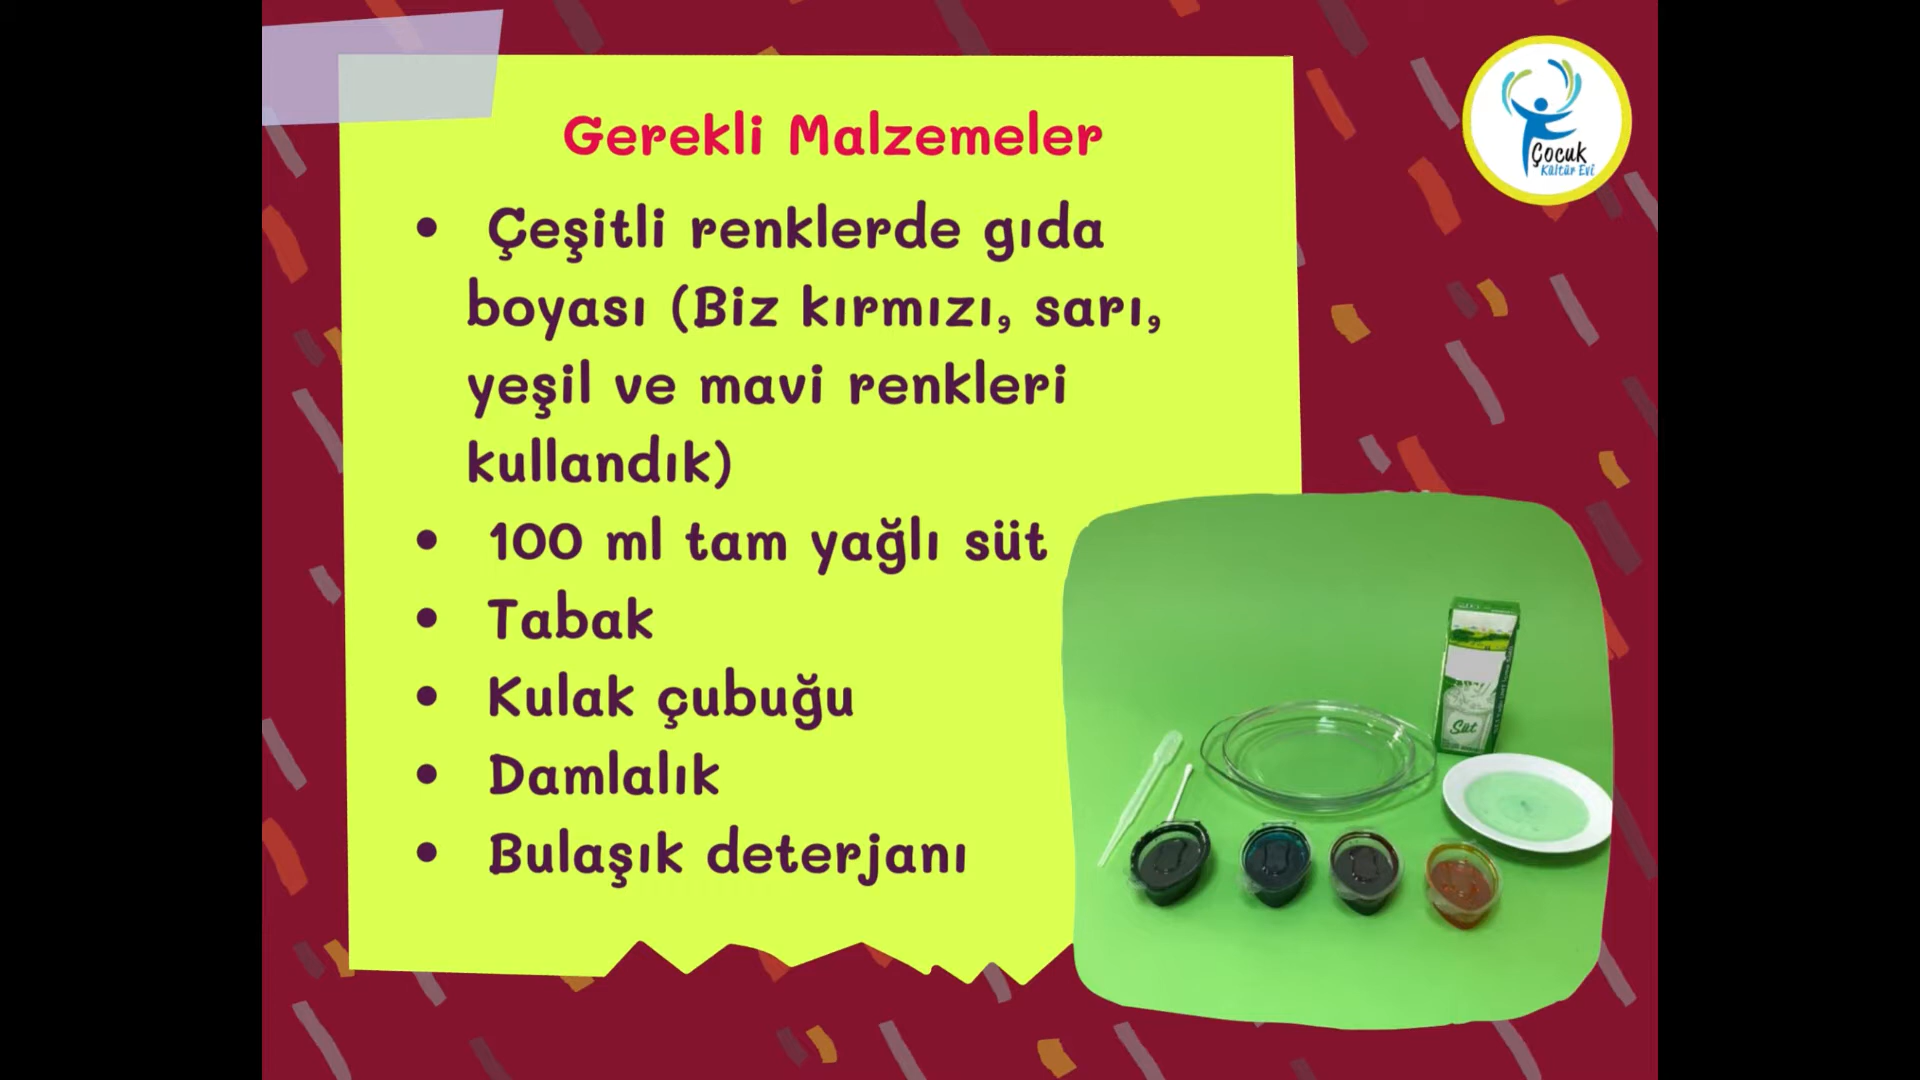 Gerekli Malzemeler
Çocuk
Kültür Evi
• Çeşitli renklerde gıda
boyası (Biz kırmızı, sarı,
yeşil ve mavi renkleri
kullandık)
• 100 ml tam yağlı süt
• Tabak
• Kulak çubuğu
• Damlalık
• Bulaşık deterjanı
Süt